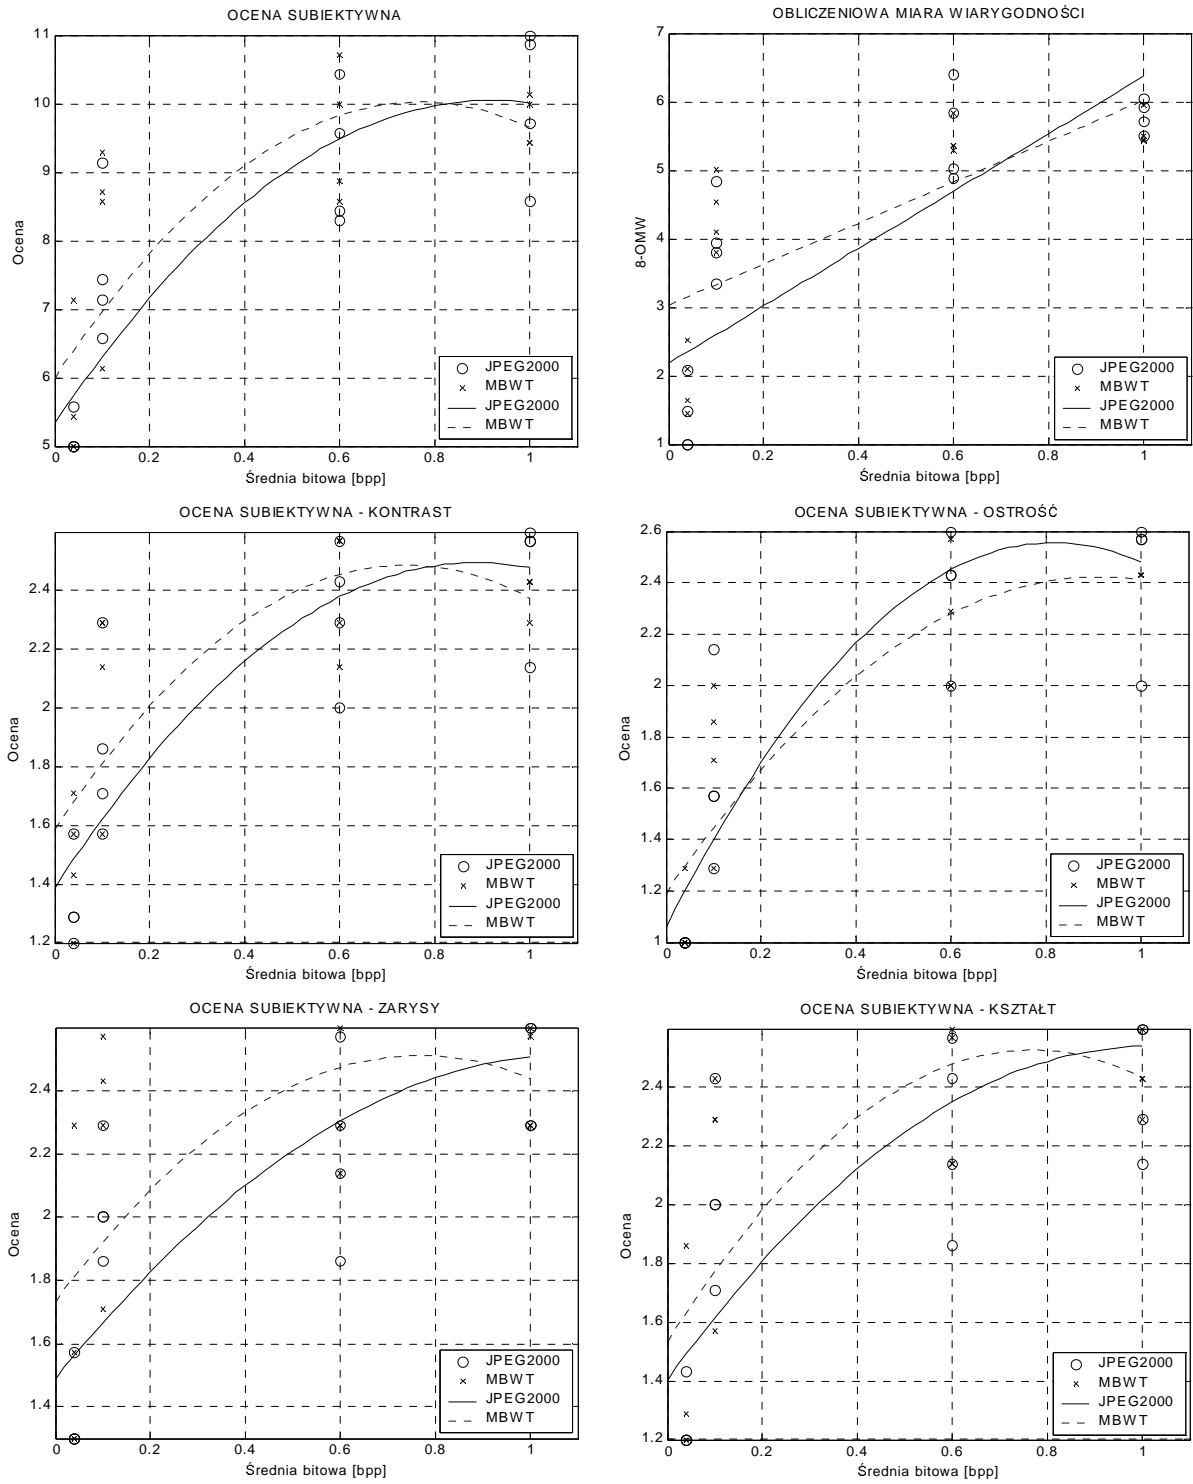 OCENA SUBIEKTYWNA
11
10
9
8
7
6
5
Ocena
0 0.2 0.4 0.6 0.8 1
Średnia bitowa [bpp]
JPEG2000
MBWT
JPEG2000
MBWT
OBLICZENIOWA MIARA WIARYGODNOŚCI
7
6
5
4
3
2
1
8-OMW
0 0.2 0.4 0.6 0.8 1
Średnia bitowa [bpp]
JPEG2000
MBWT
JPEG2000
MBWT
OCENA SUBIEKTYWNA - KONTRAST
2.4
2.2
2
1.8
1.6
1.4
1.2
Ocena
0 0.2 0.4 0.6 0.8 1
Średnia bitowa [bpp]
JPEG2000
MBWT
JPEG2000
MBWT
OCENA SUBIEKTYWNA - OSTROŚĆ
2.6
2.4
2.2
2
1.8
1.6
1.4
1.2
1
Ocena
0 0.2 0.4 0.6 0.8 1
Średnia bitowa [bpp]
JPEG2000
MBWT
JPEG2000
MBWT
OCENA SUBIEKTYWNA - ZARYSY
2.4
2.2
2
1.8
1.6
1.4
Ocena
0 0.2 0.4 0.6 0.8 1
Średnia bitowa [bpp]
JPEG2000
MBWT
JPEG2000
MBWT
OCENA SUBIEKTYWNA - KSZTAŁT
2.4
2.2
2
1.8
1.6
1.4
1.2
Ocena
0 0.2 0.4 0.6 0.8 1
Średnia bitowa [bpp]
JPEG2000
MBWT
JPEG2000
MBWT